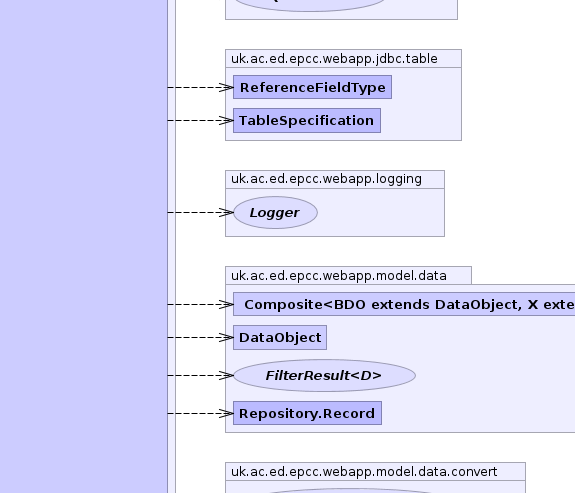 uk.ac.ed.epcc.webapp.jdbc.table
ReferenceFieldType
TableSpecification
uk.ac.ed.epcc.webapp.logging
Logger
uk.ac.ed.epcc.webapp.model.data
Composite<BDO extends DataObject, X exte
DataObject
FilterResult<D>
Repository.Record
uk.ac.ed.epcc.webapp.model.data.convert